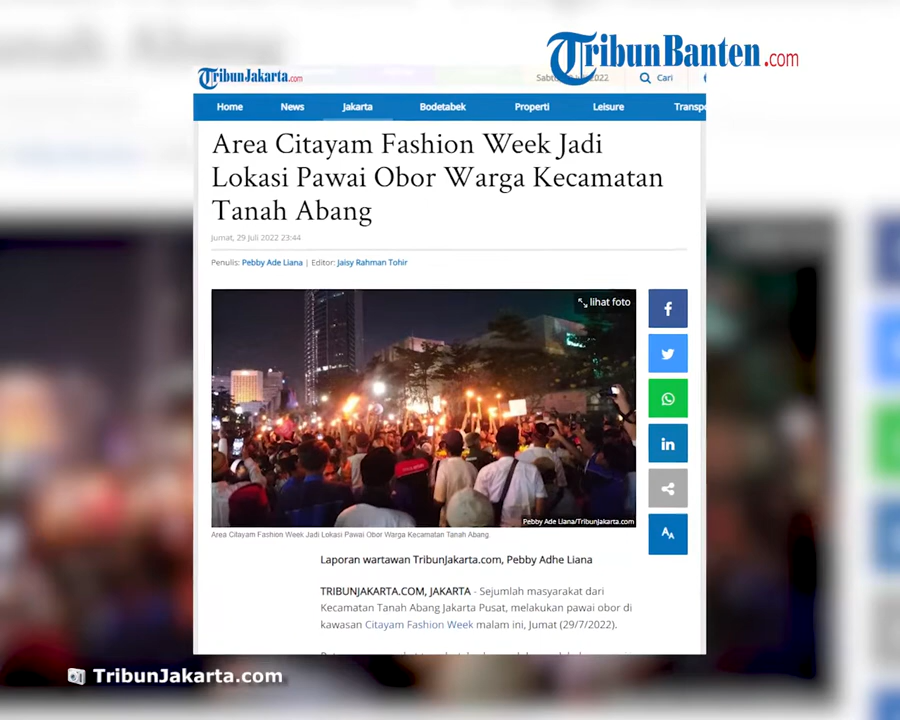 TribunBanten.com
TribunJakarta.com
2022
Cari
Home News Jakarta Bodetabek Properti Leisure
Area Citayam Fashion Week Jadi
Lokasi Pawai Obor Warga Kecamatan
Tanah Abang
Jumat, 29 Juli 2022 23:44
Penulis: Pebby Ade Liana | Editor: Jaisy Rahman Tohir
lihat foto
Pebby Ade Liana/Tribunjakarta.com
Area Citayam Fashion Week Jadi Lokasi Pawai Obor Warga Kecamatan Tanah Abang.
Laporan wartawan TribunJakarta.com, Pebby Adhe Liana
TRIBUNJAKARTA.COM, JAKARTA - Sejumlah masyarakat dari
Kecamatan Tanah Abang Jakarta Pusat, melakukan pawai obor di
kawasan Citayam Fashion Week malam ini, Jumat (29/7/2022).
TribunJakarta.com